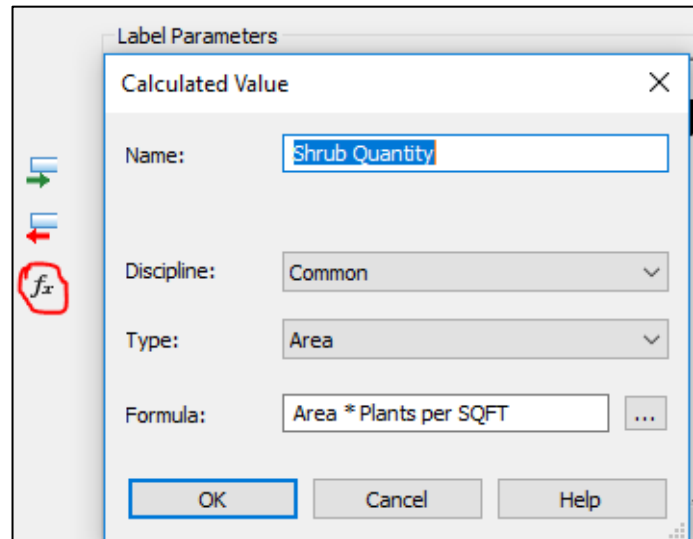 Label Parameters
Calculated Value
Name: Shrub Quantity
fx
Discipline: Common
Type: Area
Formula: Area * Plants per SQFT ...
OK Cancel Help